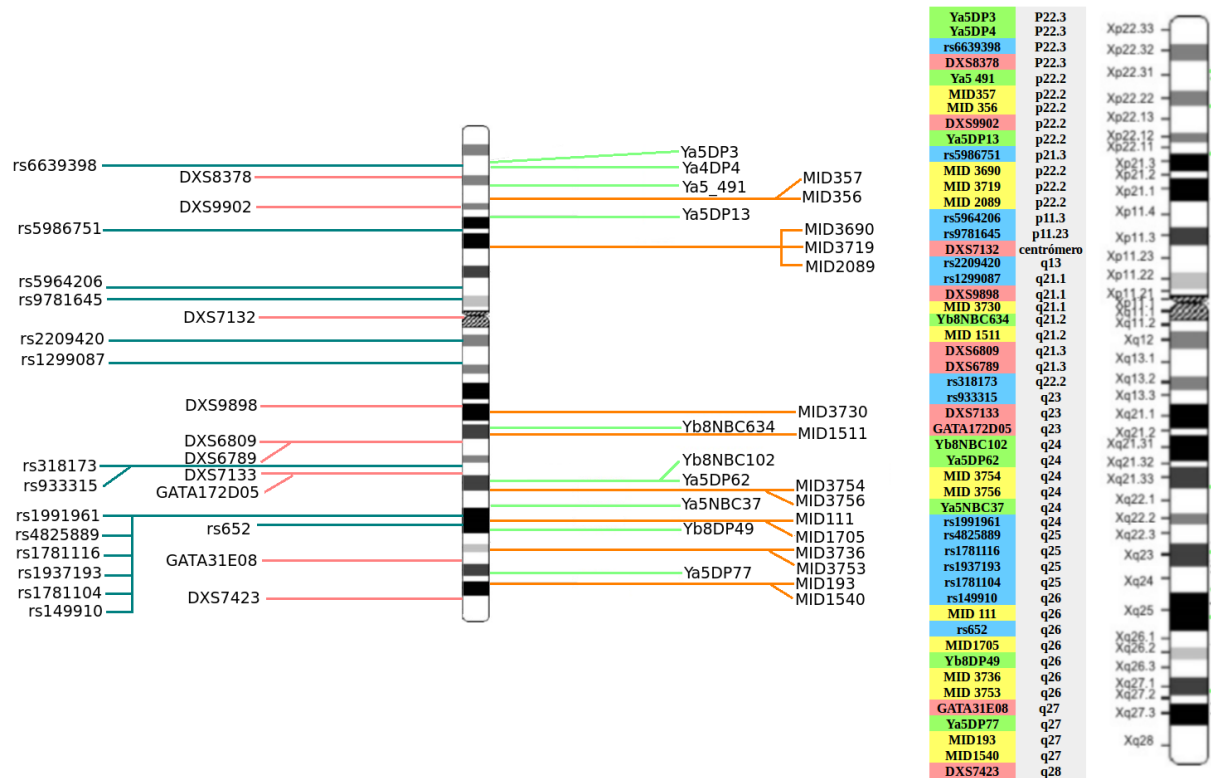 rs6639398
DXS8378
DXS9902
rs5986751
rs5964206
rs9781645
DXS7132
rs2209420
rs1299087
DXS9898
DXS6809
DXS6789
rs318173
DXS7133
rs933315
GATA172D05
rs1991961
rs652
rs4825889
rs1781116
GATA31E08
rs1937193
rs1781104
DXS7423
rs149910
Ya5DP3
Ya4DP4
MID357
Ya5_491
MID356
Ya5DP13
MID3690
MID3719
MID2089
MID3730
Yb8NBC634
MID1511
Yb8NBC102
Ya5DP62
MID3754
MID3756
Ya5NBC37
MID111
Yb8DP49
MID1705
MID3736
MID3753
Ya5DP77
MID193
MID1540
Ya5DP3 P22.3
Ya5DP4 P22.3
rs6639398 P22.3
DXS8378 P22.3
Ya5 491 p22.2
MID357 p22.2
MID 356 p22.2
DXS9902 p22.2
Ya5DP13 p22.2
rs5986751 p21.3
MID 3690 p22.2
MID 3719 p22.2
MID 2089 p22.2
rs5964206 p11.3
rs9781645 p11.23
DXS7132 centrómero
rs2209420 q13
rs1299087 q21.1
DXS9898 q21.1
MID 3730 q21.1
Yb8NBC634 q21.2
MID 1511 q21.2
DXS6809 q21.3
DXS6789 q21.3
rs318173 q22.2
rs933315 q23
DXS7133 q23
GATA172D05 q23
Yb8NBC102 q24
Ya5DP62 q24
MID 3754 q24
MID 3756 q24
Ya5NBC37 q24
rs1991961 q24
rs4825889 q25
rs1781116 q25
rs1937193 q25
rs1781104 q25
rs149910 q26
MID 111 q26
rs652 q26
MID1705 q26
Yb8DP49 q26
MID 3736 q26
MID 3753 q26
GATA31E08 q27
Ya5DP77 q27
MID193 q27
MID1540 q27
DXS7423 q28
Xp22.33
Xp22.32
Xp22.31
Xp22.22
Xp22.13
Xp22.12
Xp22.11
Xp21.3
Xp21.2
Xp21.1
Xp11.4
Xp11.3
Xp11.23
Xp11.22
Xp11.21
Xp11.1
Xq11.1
Xq11.2
Xq12
Xq13.1
Xq13.2
Xq13.3
Xq21.1
Xq21.2
Xq21.31
Xq21.32
Xq21.33
Xq22.1
Xq22.2
Xq22.3
Xq23
Xq24
Xq25
Xq26.1
Xq26.2
Xq26.3
Xq27.1
Xq27.2
Xq27.3
Xq28